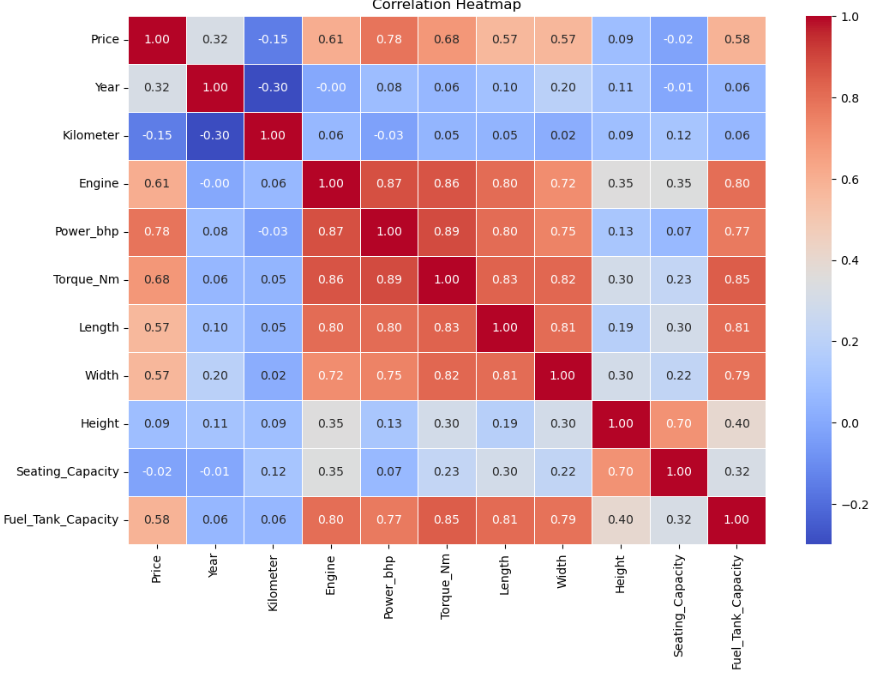 Correlation Heatmap
Price 1.00 0.32 -0.15 0.61 0.78 0.68 0.57 0.57 0.09 -0.02 0.58
Year 0.32 1.00 -0.30 -0.00 0.08 0.06 0.10 0.20 0.11 -0.01 0.06
Kilometer -0.15 -0.30 1.00 0.06 -0.03 0.05 0.05 0.02 0.09 0.12 0.06
Engine 0.61 -0.00 0.06 1.00 0.87 0.86 0.80 0.72 0.35 0.35 0.80
Power_bhp 0.78 0.08 -0.03 0.87 1.00 0.89 0.80 0.75 0.13 0.07 0.77
Torque_Nm 0.68 0.06 0.05 0.86 0.89 1.00 0.83 0.82 0.30 0.23 0.85
Length 0.57 0.10 0.05 0.80 0.80 0.83 1.00 0.81 0.19 0.30 0.81
Width 0.57 0.20 0.02 0.72 0.75 0.82 0.81 1.00 0.30 0.22 0.79
Height 0.09 0.11 0.09 0.35 0.13 0.30 0.19 0.30 1.00 0.70 0.40
Seating_Capacity -0.02 -0.01 0.12 0.35 0.07 0.23 0.30 0.22 0.70 1.00 0.32
Fuel_Tank_Capacity 0.58 0.06 0.06 0.80 0.77 0.85 0.81 0.79 0.40 0.32 1.00
Price
Year
Kilometer
Engine
Power_bhp
Torque_Nm
Length
Width
Height
Seating_Capacity
Fuel_Tank_Capacity
1.0
0.8
0.6
0.4
0.2
0.0
−0.2